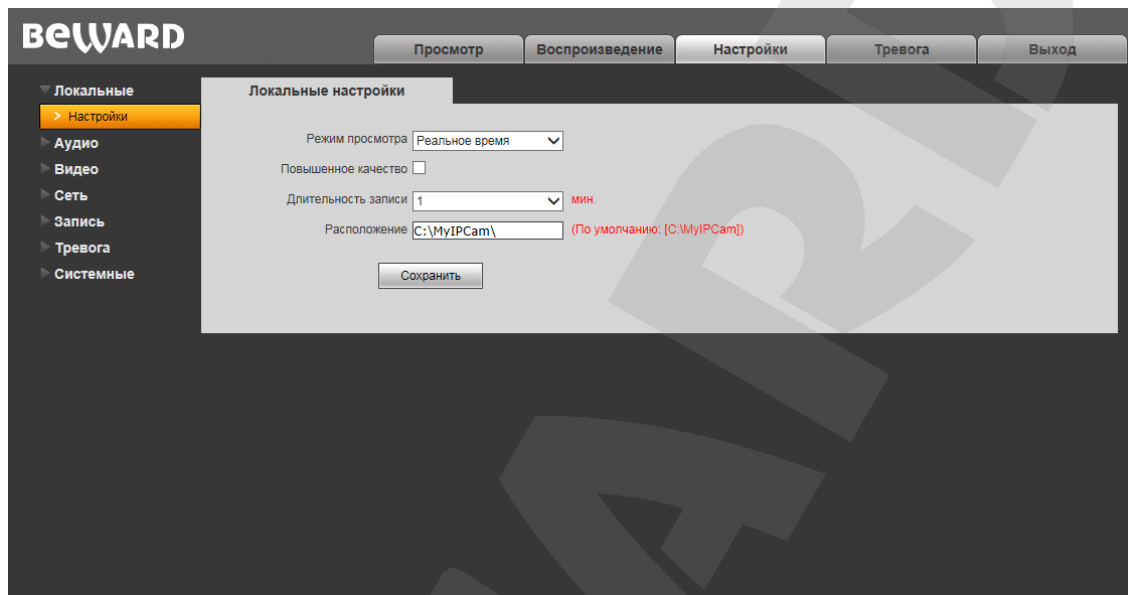 BEWARD
Просмотр Воспроизведение Настройки Тревога Выход
Локальные
> Настройки
Аудио
Видео
Сеть
Запись
Тревога
Системные
Локальные настройки
Режим просмотра Реальное время
Повышенное качество
Длительность записи 1 мин.
Расположение C:\MyIPCam\ (По умолчанию: [C:\MyIPCam])
Сохранить